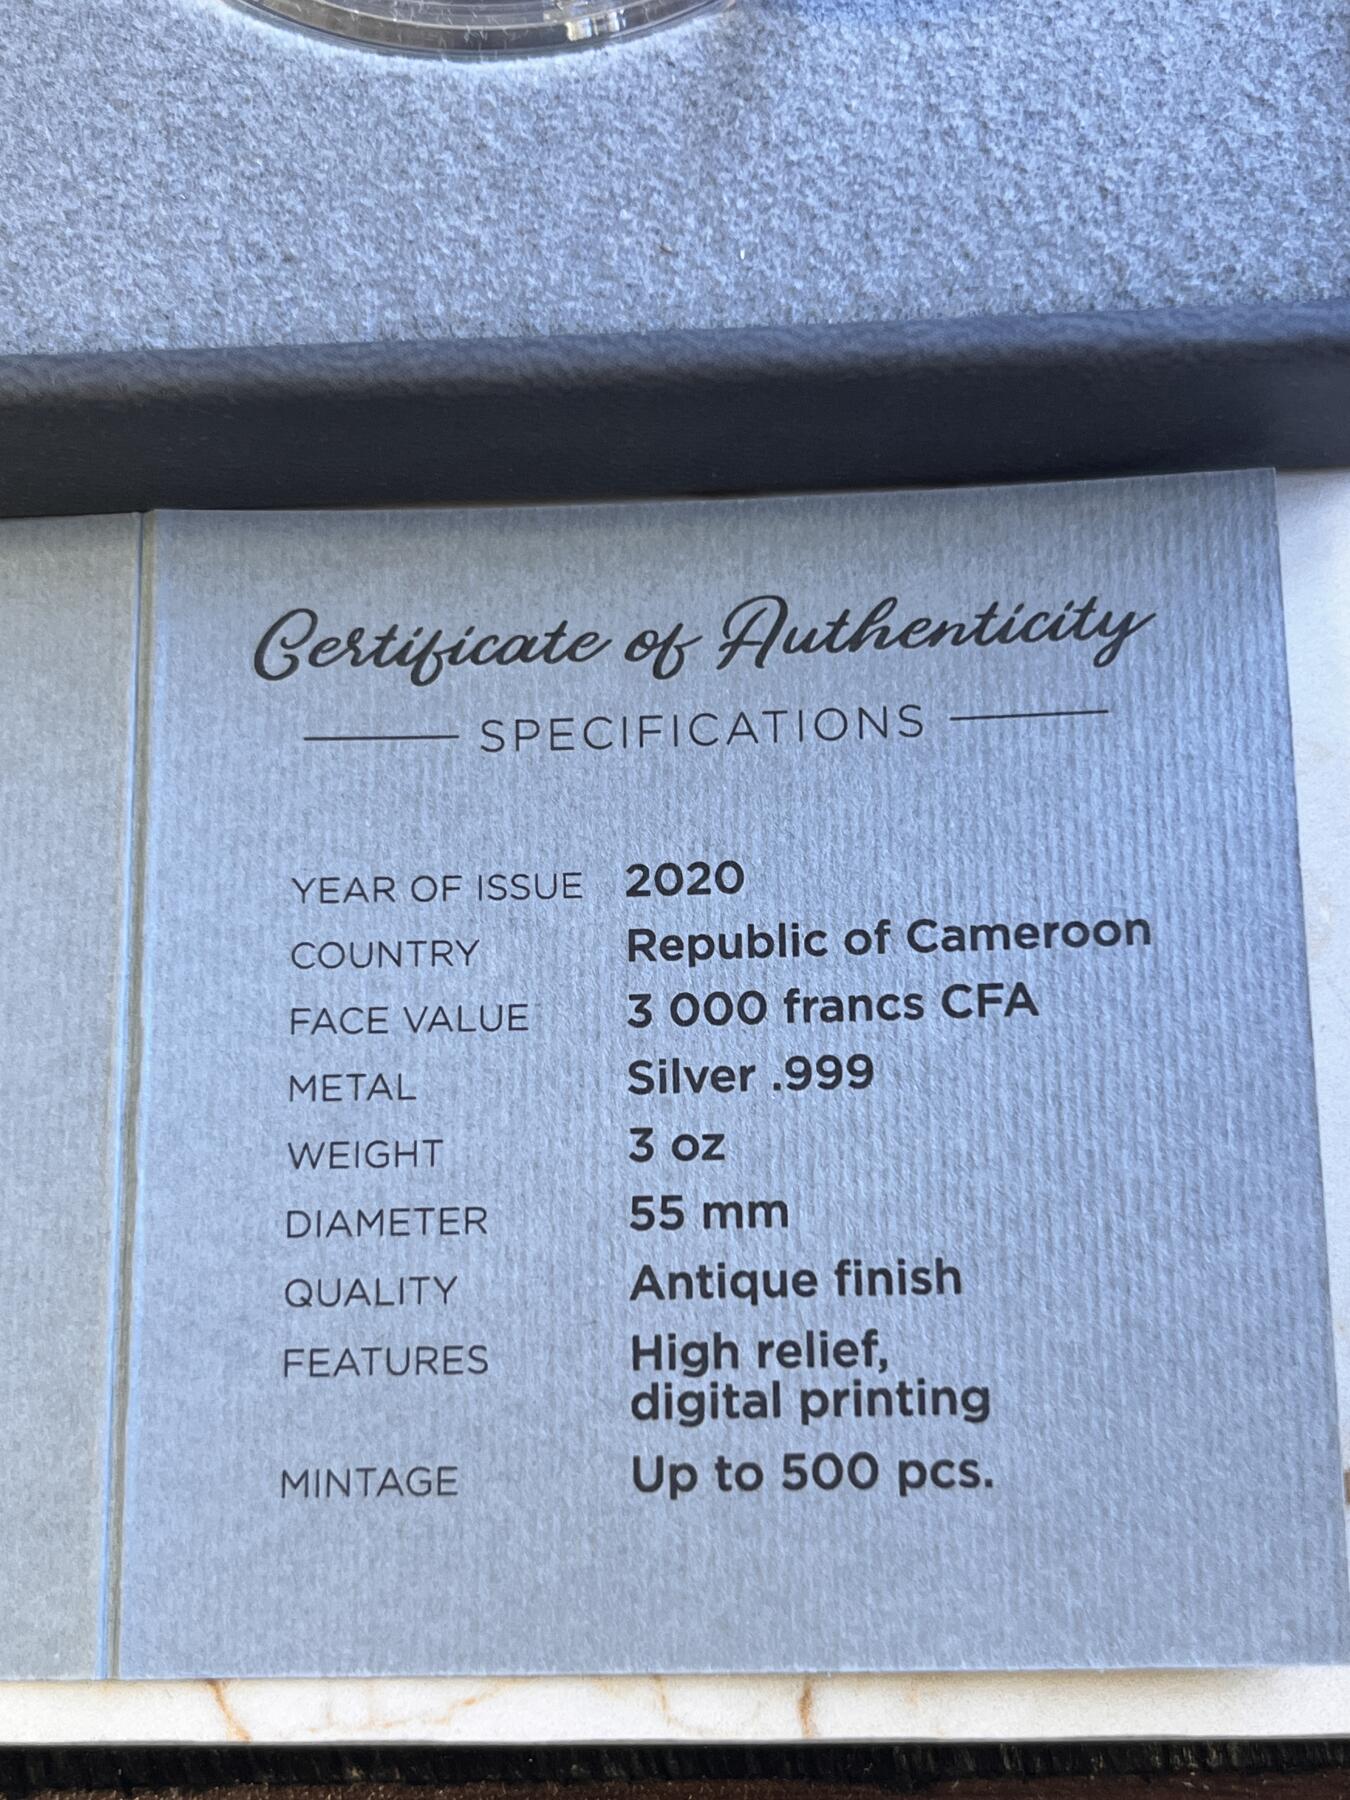 Certificate of Authenticity
SPECIFICATIONS
YEAR OF ISSUE 2020
COUNTRY Republic of Cameroon
FACE VALUE 3 000 francs CFA
METAL Silver .999
WEIGHT 3 oz
DIAMETER 55 mm
QUALITY Antique finish
FEATURES High relief,
digital printing
MINTAGE Up to 500 pcs.